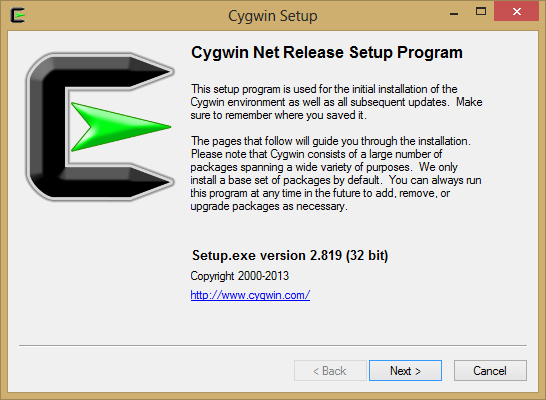 Cygwin Setup
Cygwin Net Release Setup Program
This setup program is used for the initial installation of the
Cygwin environment as well as all subsequent updates.  Make
sure to remember where you saved it.
The pages that follow will guide you through the installation.
Please note that Cygwin consists of a large number of
packages spanning a wide variety of purposes.  We only
install a base set of packages by default.  You can always run
this program at any time in the future to add, remove, or
upgrade packages as necessary.
Setup.exe version 2.819 (32 bit)
Copyright 2000-2013
http://www.cygwin.com/
< Back
Next >
Cancel